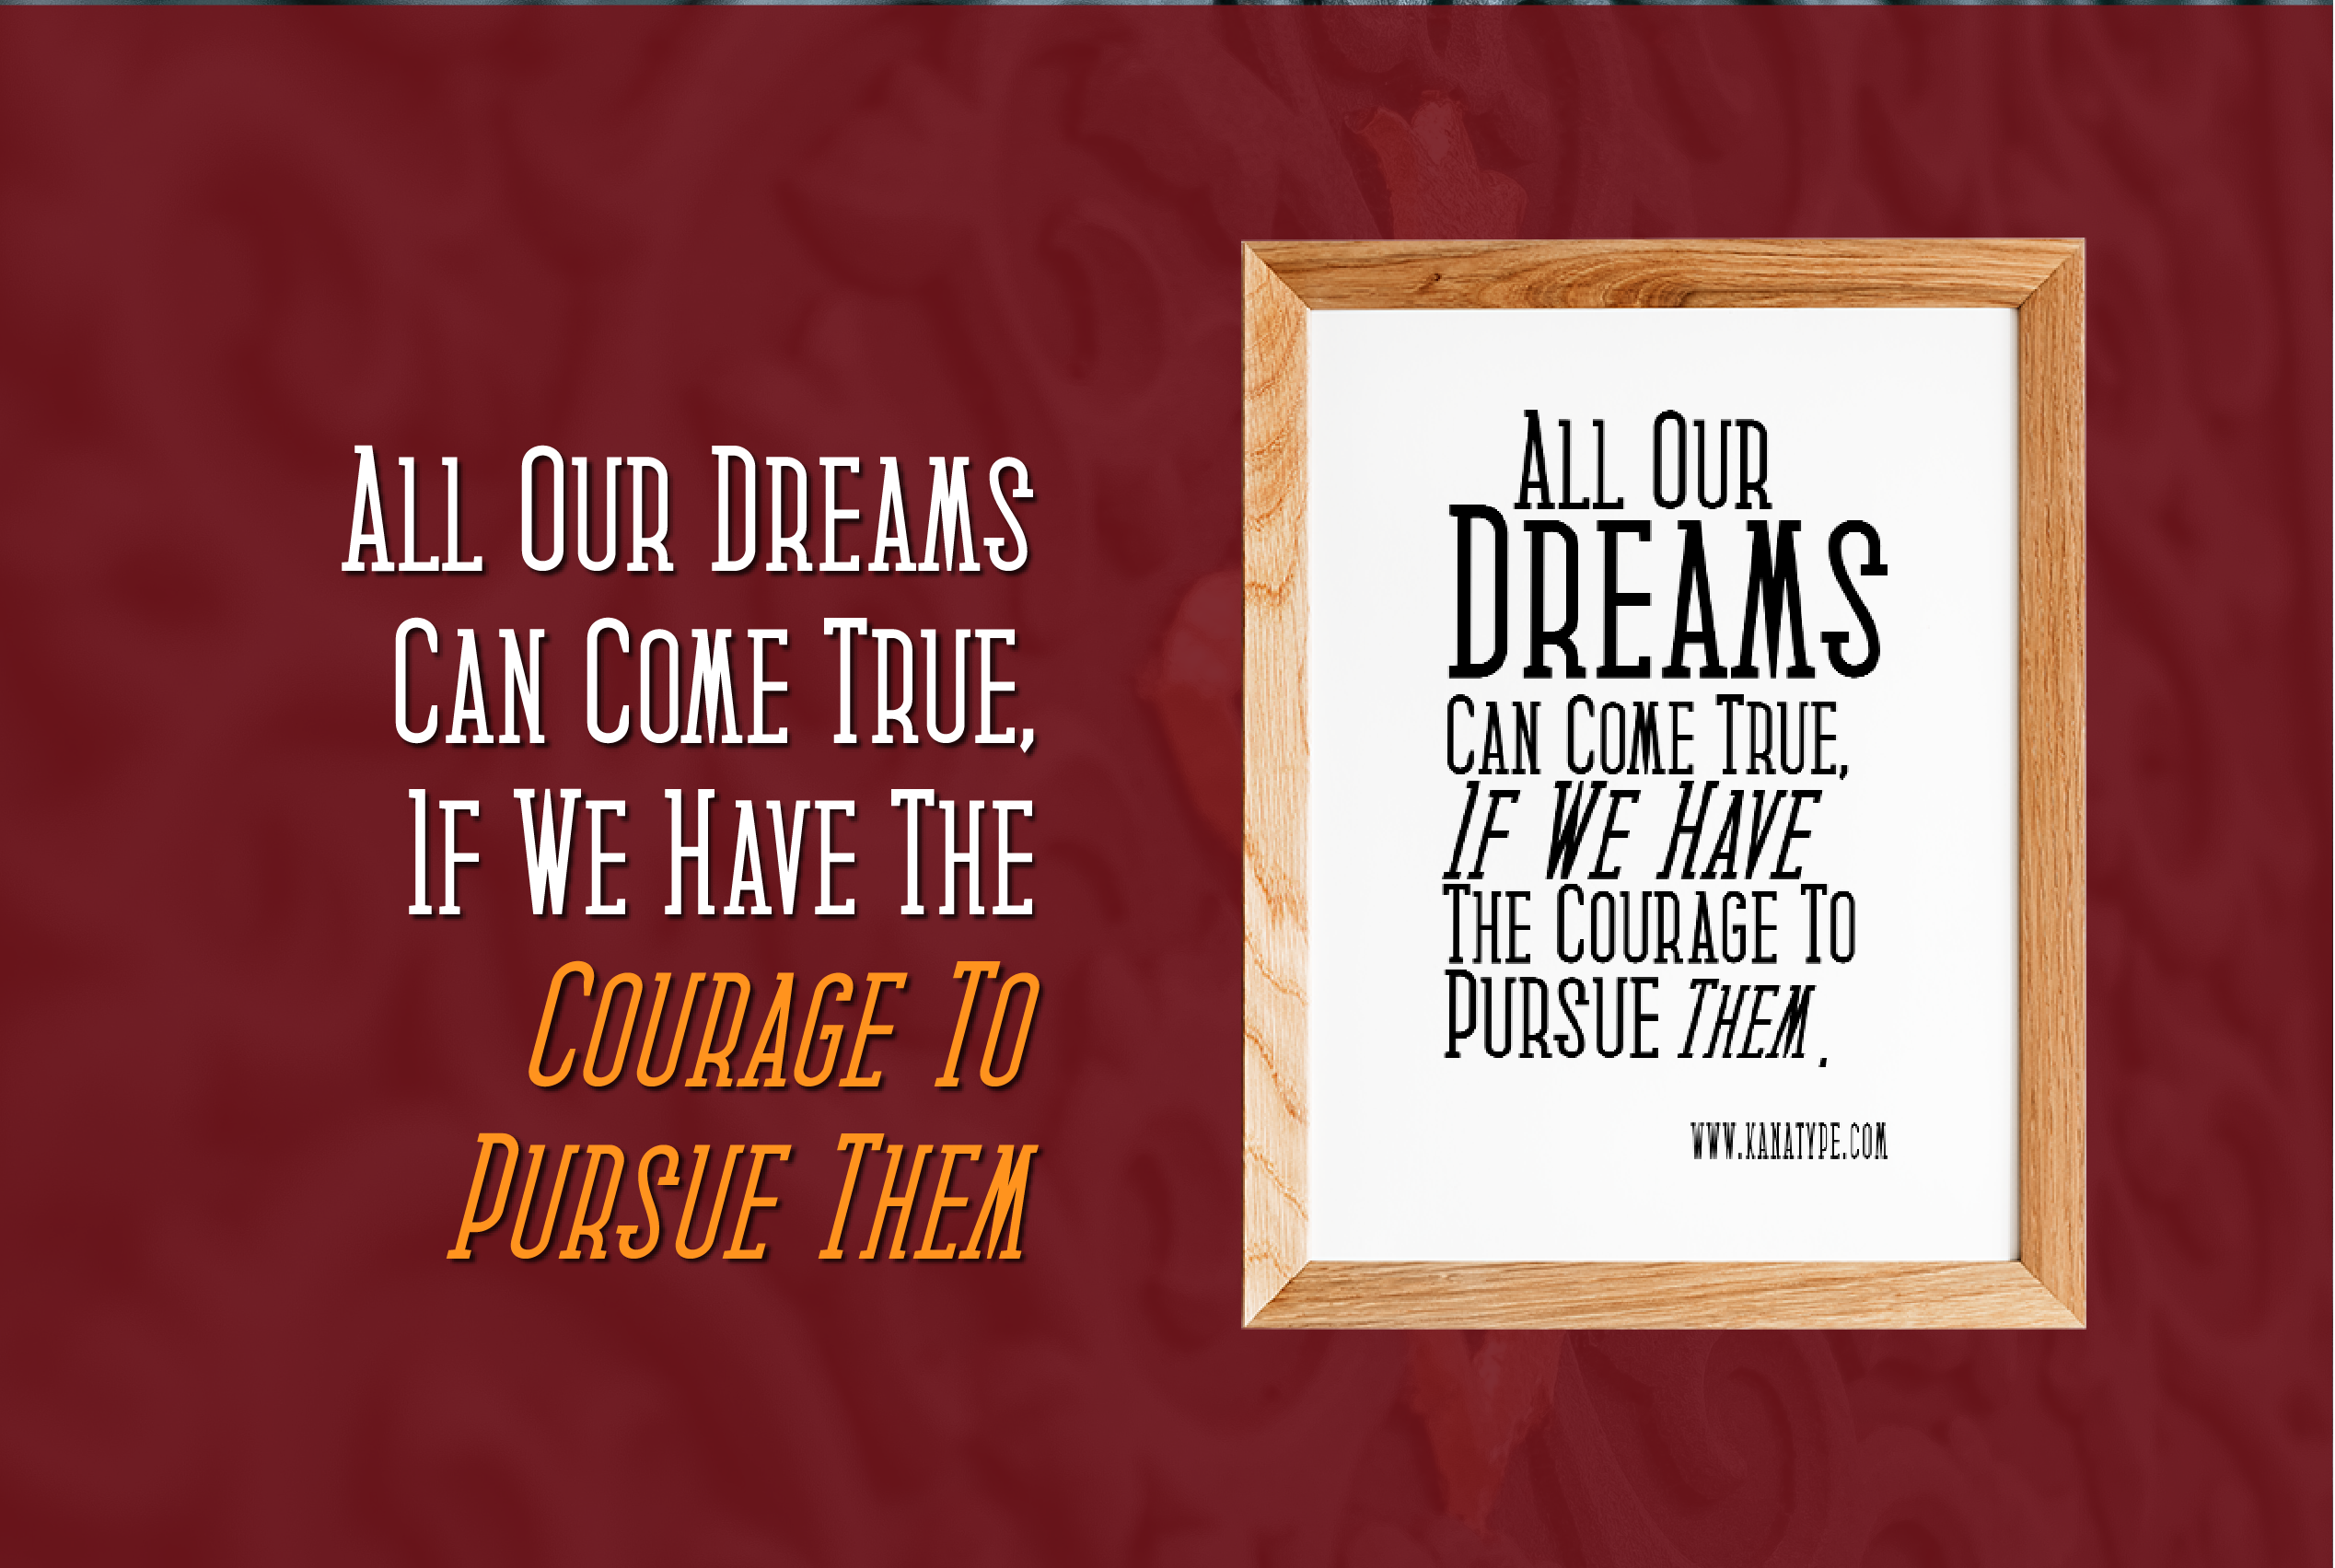 All Our Dreams
Can Come True,
If We Have The
Courage To
Pursue Them
All Our
Dreams
Can Come True,
If We Have
The Courage To
Pursue Them.
www.kanatype.com